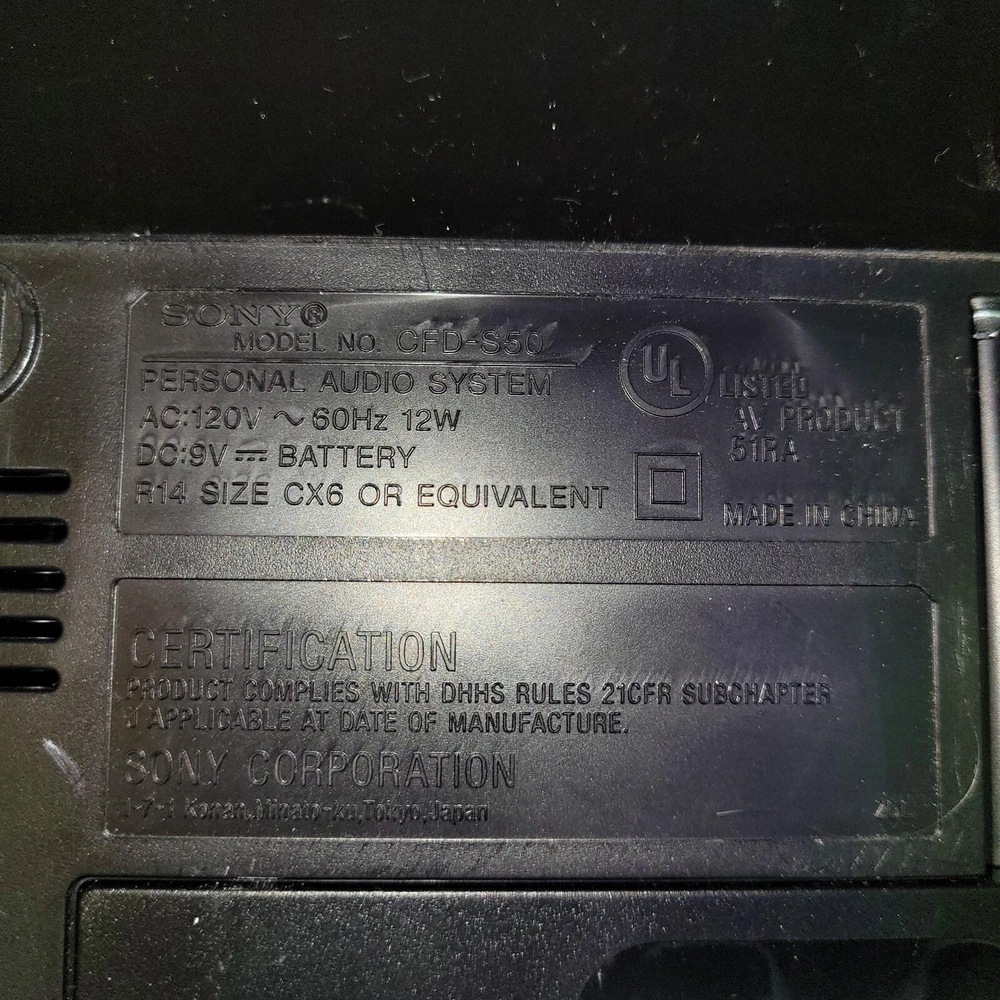 SONY®
MODEL NO. CFD-S50
PERSONAL AUDIO SYSTEM
AC:120V ~ 60Hz 12W
DC:9V ⎓ BATTERY
R14 SIZE CX6 OR EQUIVALENT
UL LISTED
AV PRODUCT
51RA
MADE IN CHINA
CERTIFICATION
PRODUCT COMPLIES WITH DHHS RULES 21CFR SUBCHAPTER
J APPLICABLE AT DATE OF MANUFACTURE.
SONY CORPORATION
1-7-1 Konan,Minato-ku,Tokyo,Japan